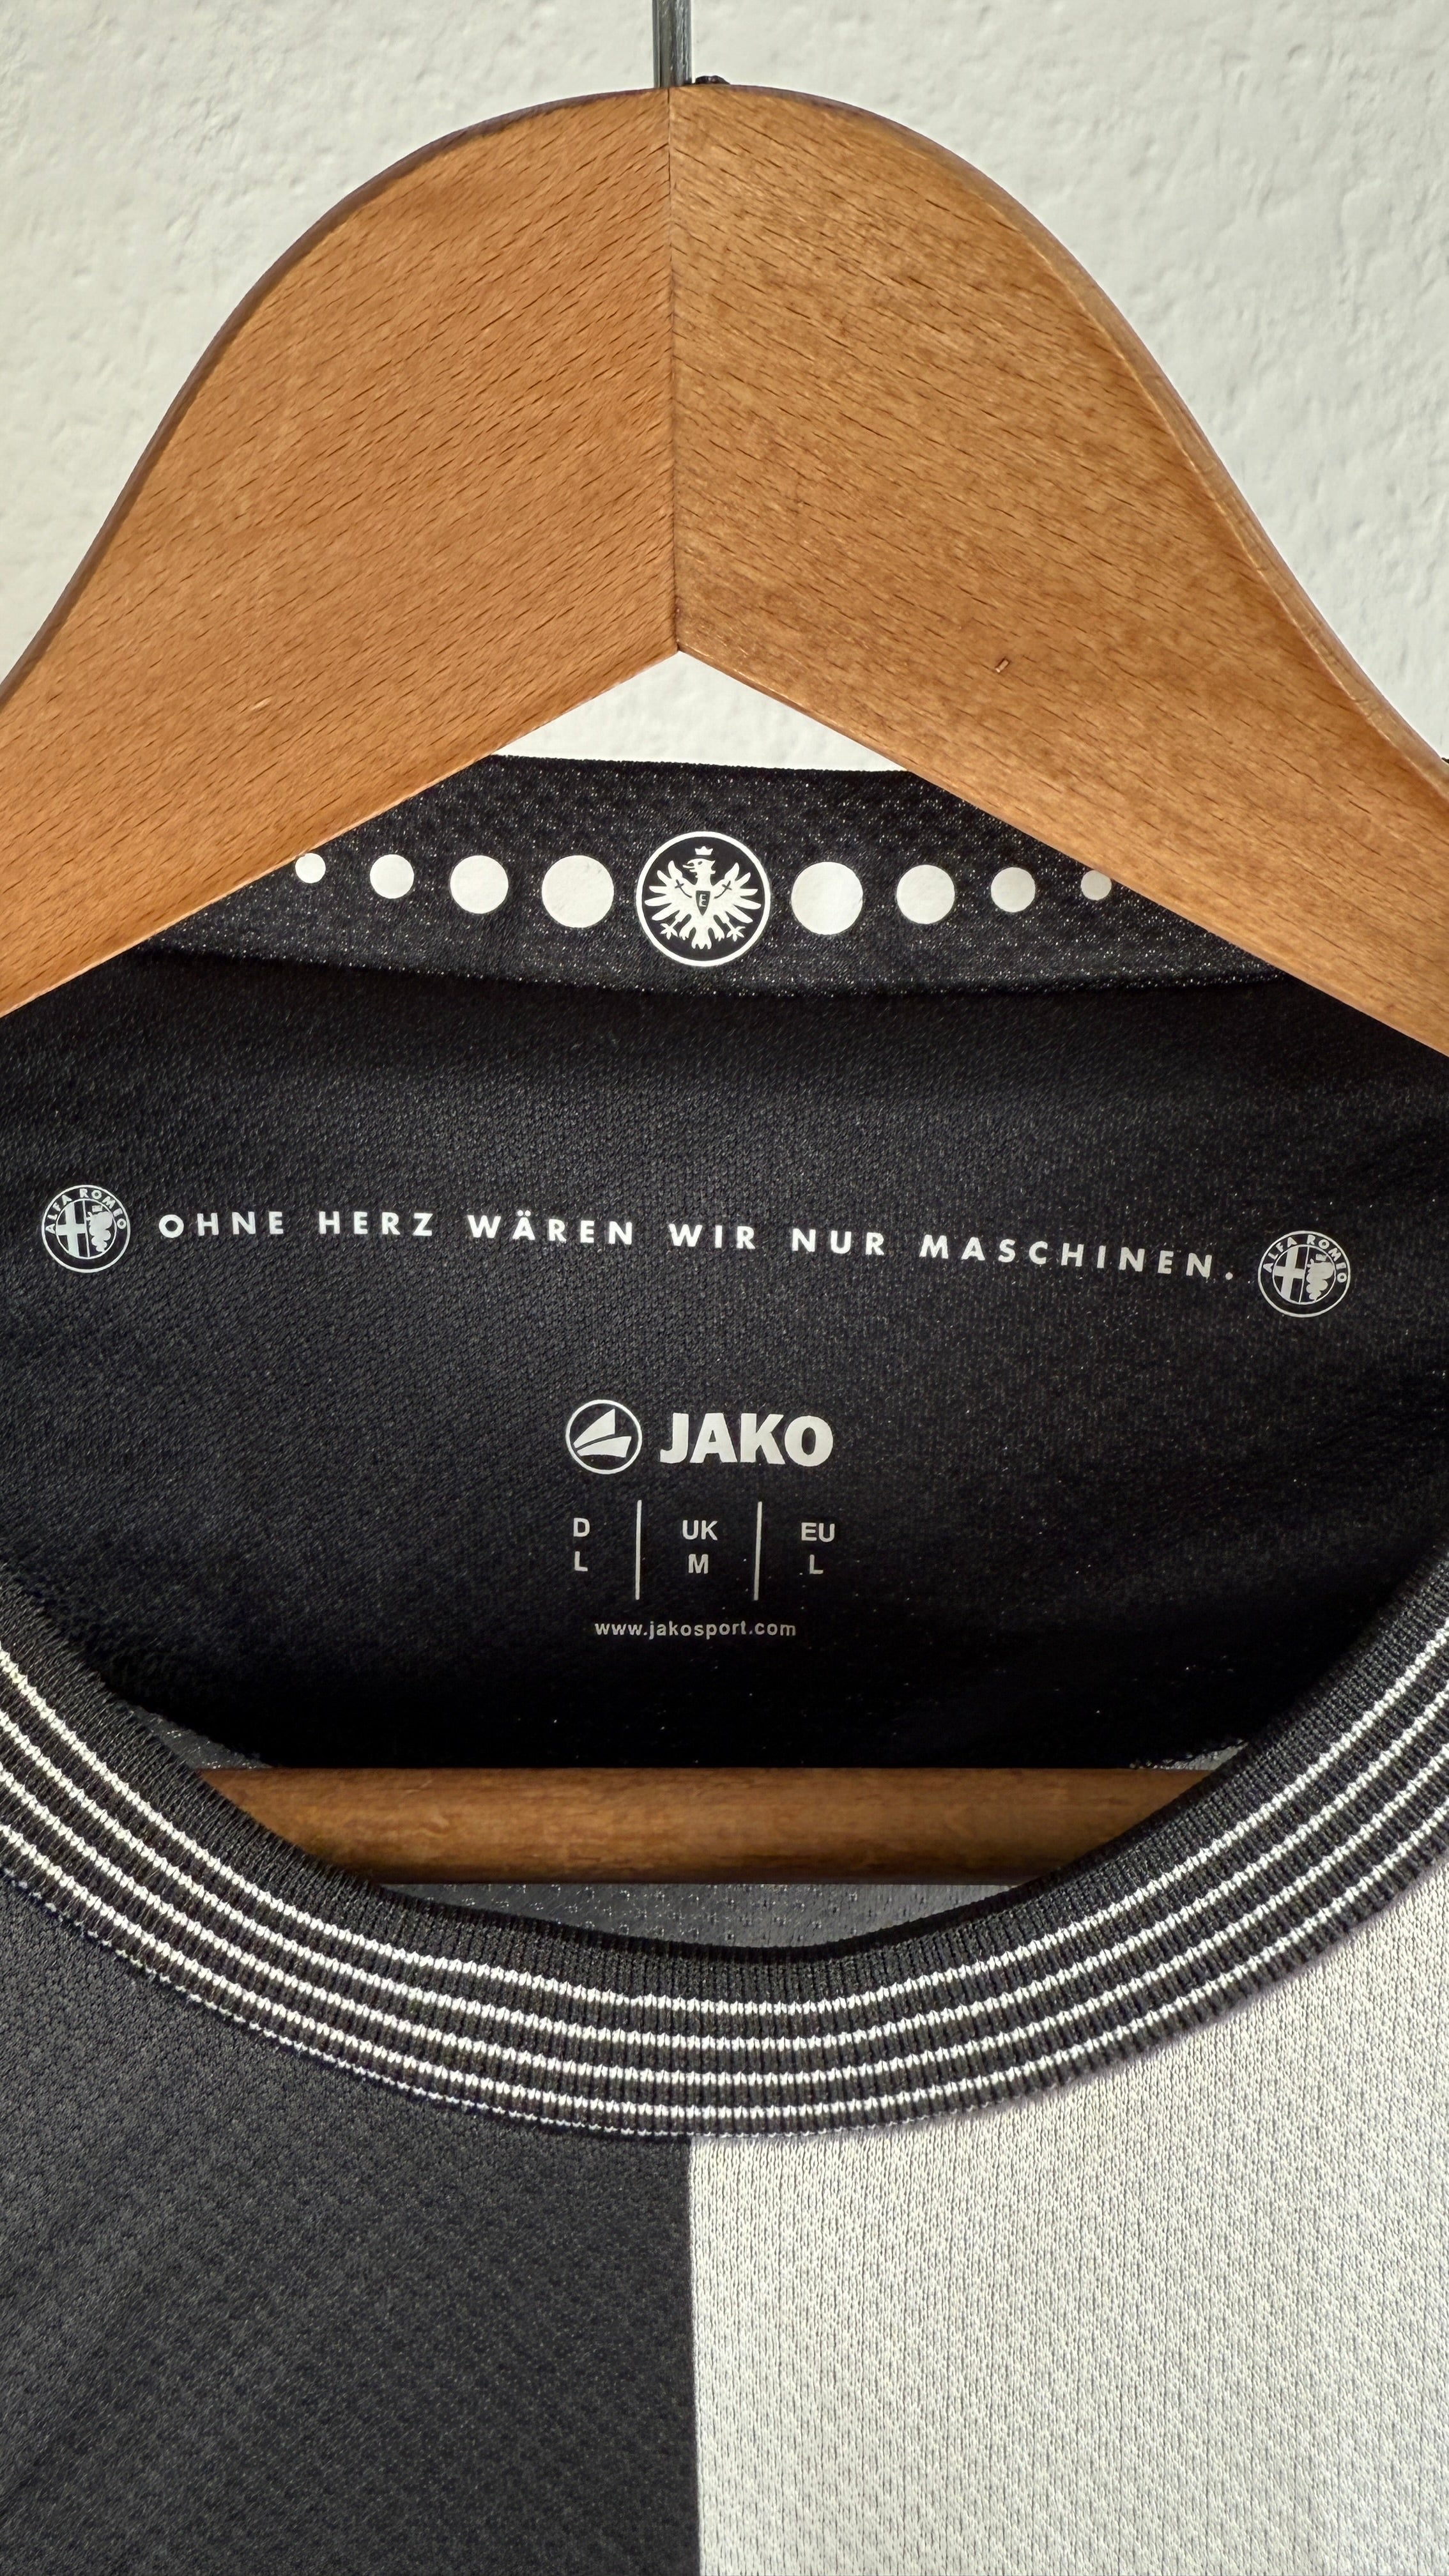 E
ALFA ROMEO OHNE HERZ WÄREN WIR NUR MASCHINEN. ALFA ROMEO
JAKO
D UK EU
L M L
www.jakosport.com